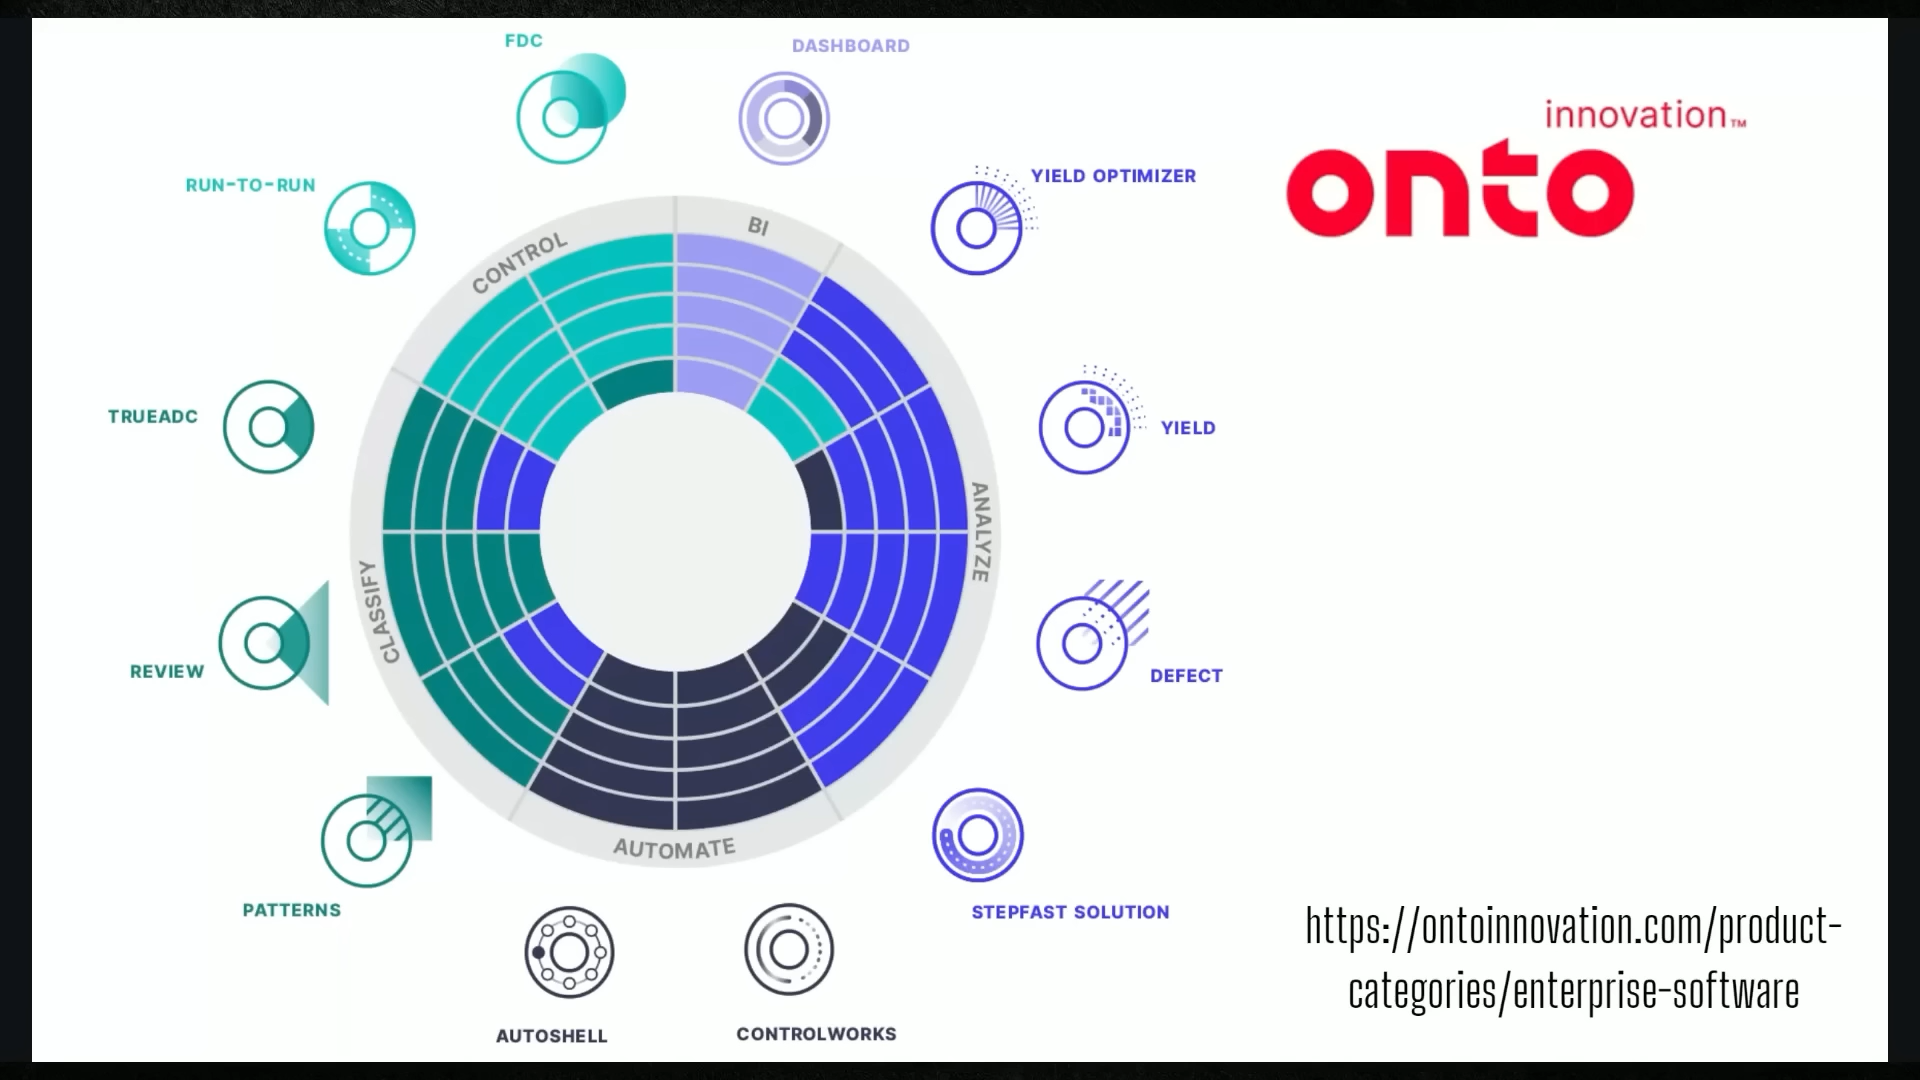 FDC
DASHBOARD
innovation™
onto
YIELD OPTIMIZER
RUN-TO-RUN
BI
CONTROL
TRUEADC
YIELD
ANALYZE
CLASSIFY
REVIEW
DEFECT
AUTOMATE
PATTERNS
STEPFAST SOLUTION
https://ontoinnovation.com/product-
categories/enterprise-software
AUTOSHELL
CONTROLWORKS